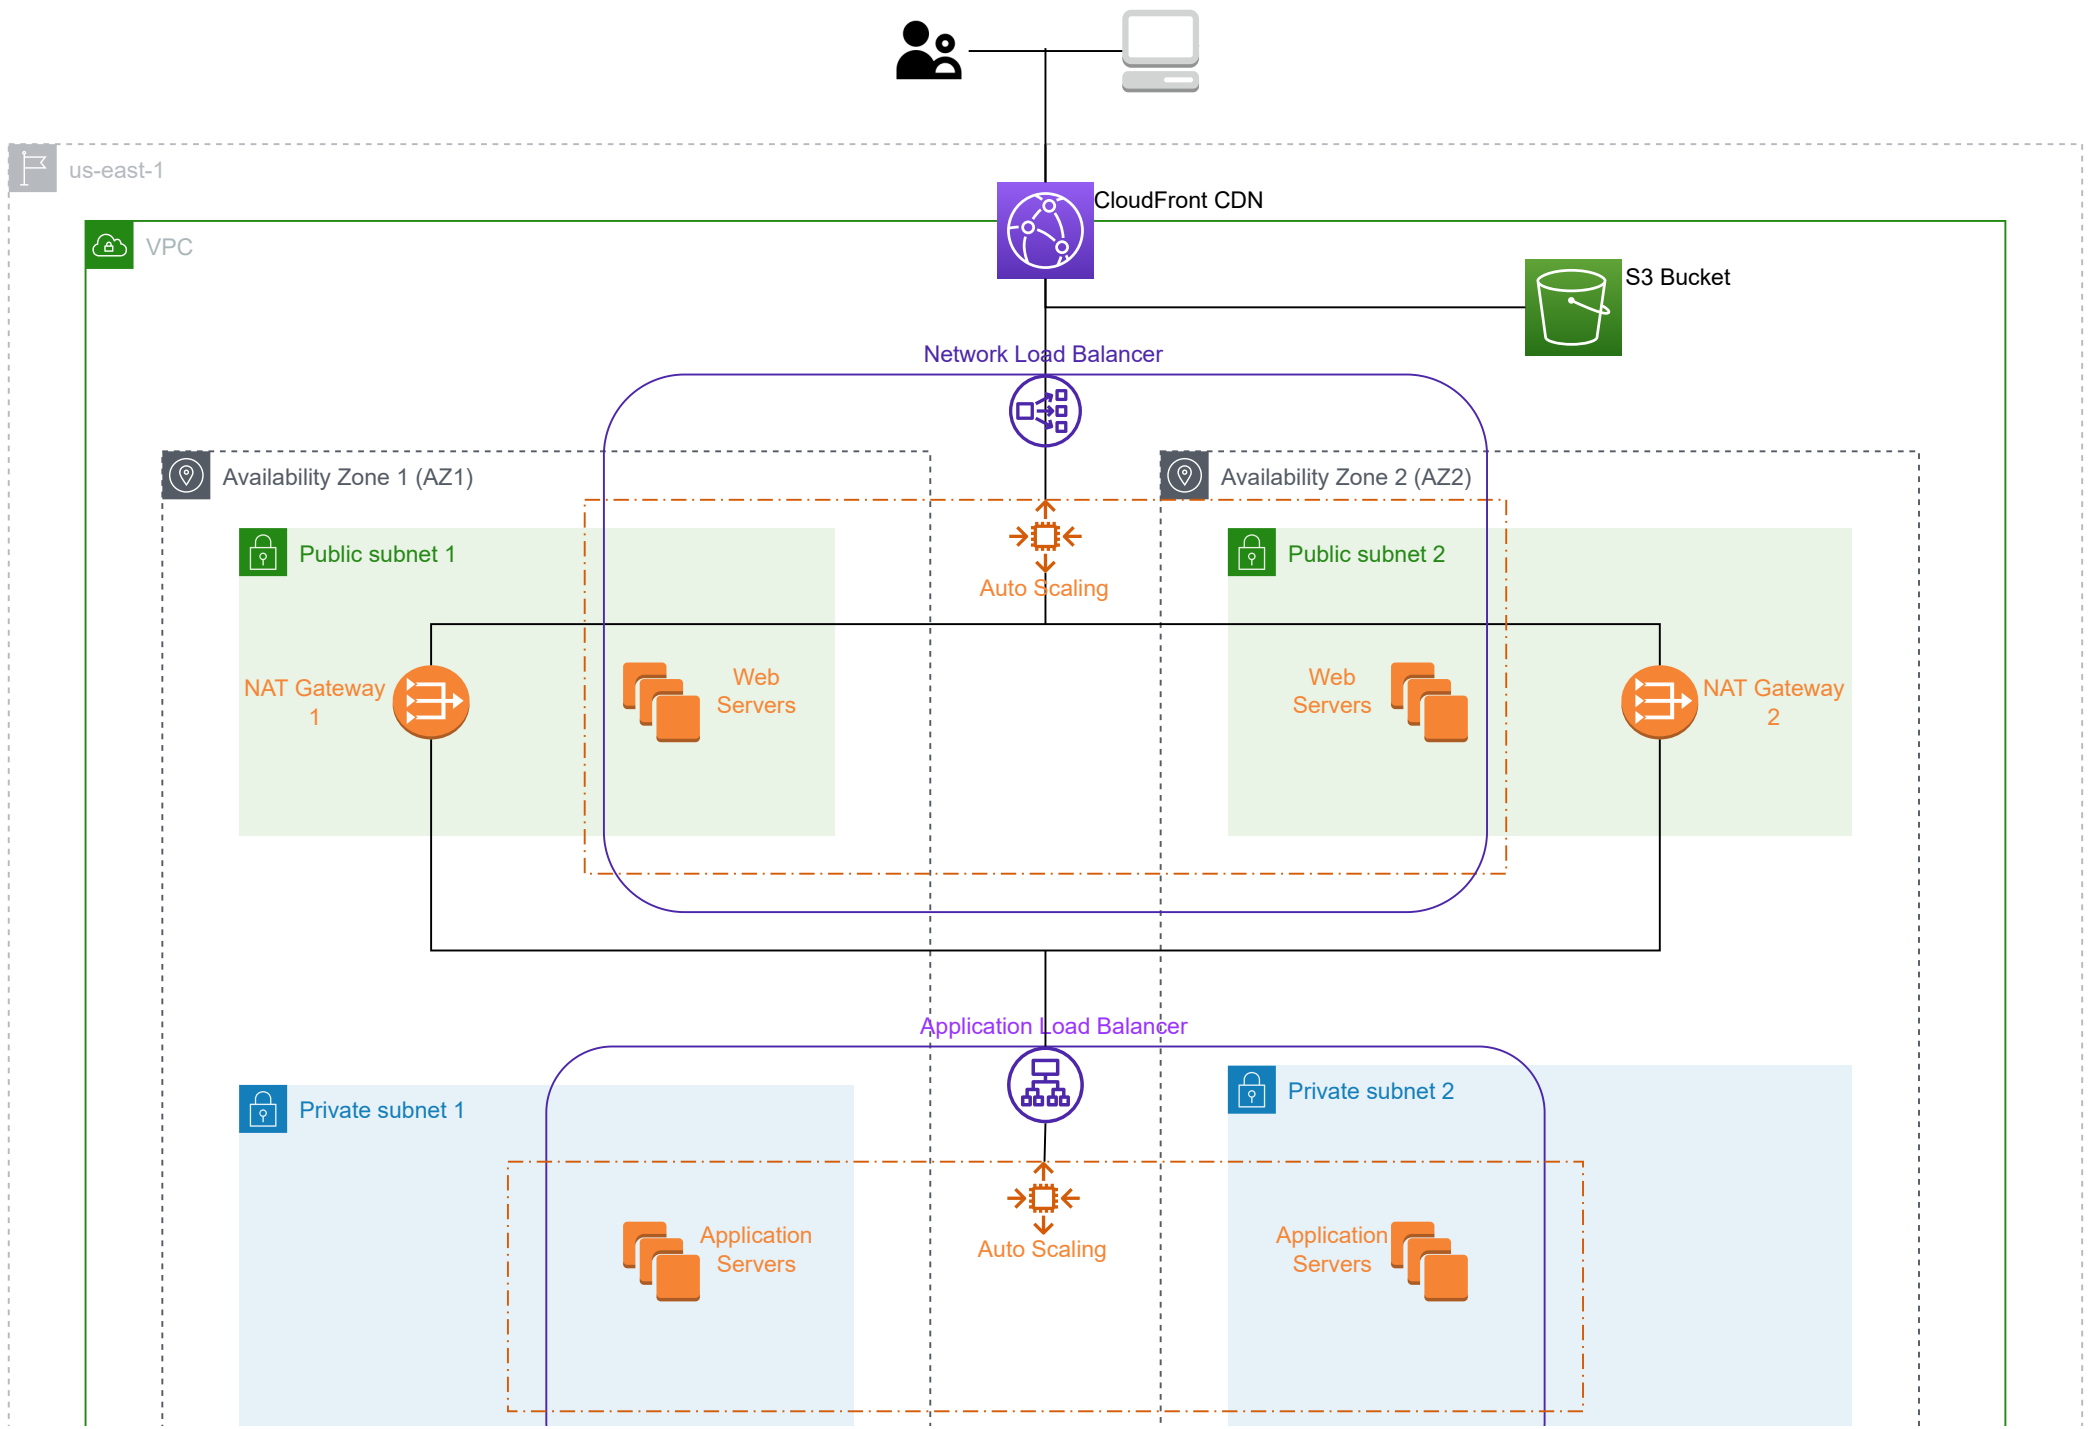 us-east-1
CloudFront CDN
VPC
S3 Bucket
Network Load Balancer
Availability Zone 1 (AZ1)
Availability Zone 2 (AZ2)
Public subnet 1
Public subnet 2
Auto Scaling
NAT Gateway
1
Web
Servers
Web
Servers
NAT Gateway
2
Application Load Balancer
Private subnet 1
Private subnet 2
Application
Servers
Auto Scaling
Application
Servers